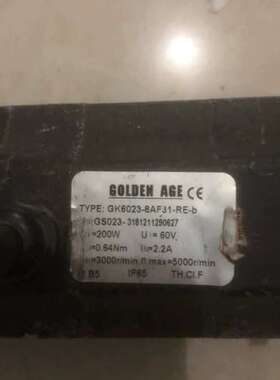 GOLDEN AGE CE
TYPE: GK6023-8AF31-RE-b
GS023-3161211290627
=200W U =60V
=0.64Nm 2.2A
=3000r/min n max=5000r/min
B5 IP65 TH.Cl.F